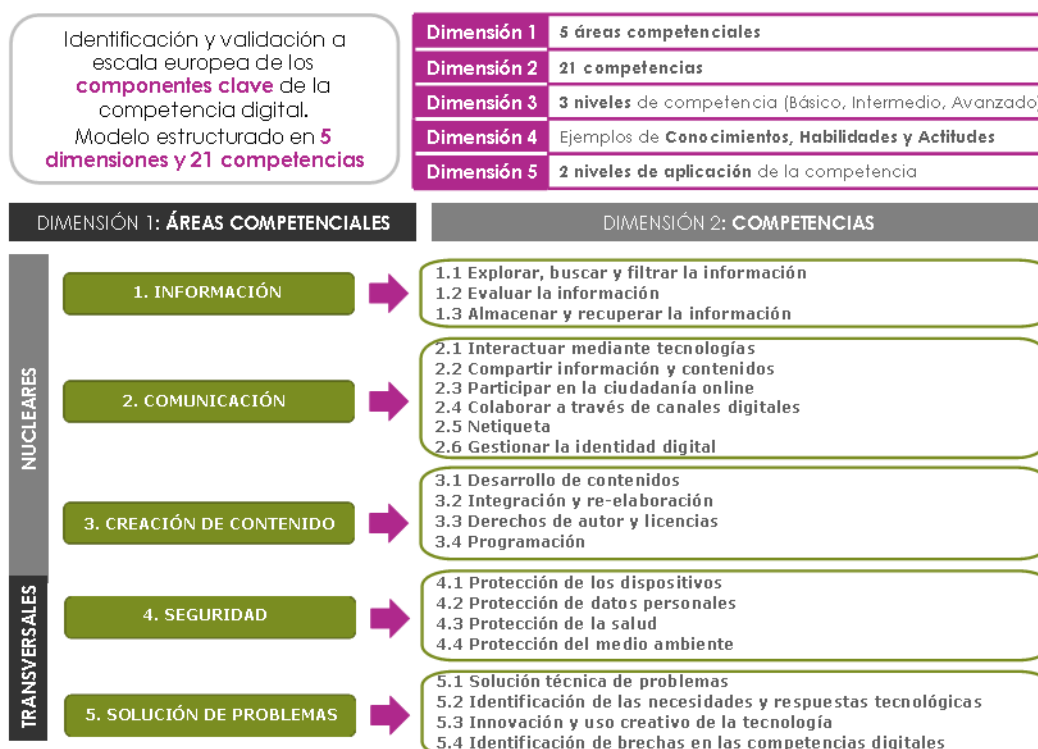 Identificación y validación a
escala europea de los
componentes clave de la
competencia digital.
Modelo estructurado en 5
dimensiones y 21 competencias
Dimensión 1 5 áreas competenciales
Dimensión 2 21 competencias
Dimensión 3 3 niveles de competencia (Básico, Intermedio, Avanzado)
Dimensión 4 Ejemplos de Conocimientos, Habilidades y Actitudes
Dimensión 5 2 niveles de aplicación de la competencia
DIMENSIÓN 1: ÁREAS COMPETENCIALES
DIMENSIÓN 2: COMPETENCIAS
NUCLEARES
1. INFORMACIÓN
1.1 Explorar, buscar y filtrar la información
1.2 Evaluar la información
1.3 Almacenar y recuperar la información
2. COMUNICACIÓN
2.1 Interactuar mediante tecnologías
2.2 Compartir información y contenidos
2.3 Participar en la ciudadanía online
2.4 Colaborar a través de canales digitales
2.5 Netiqueta
2.6 Gestionar la identidad digital
3. CREACIÓN DE CONTENIDO
3.1 Desarrollo de contenidos
3.2 Integración y re-elaboración
3.3 Derechos de autor y licencias
3.4 Programación
TRANSVERSALES
4. SEGURIDAD
4.1 Protección de los dispositivos
4.2 Protección de datos personales
4.3 Protección de la salud
4.4 Protección del medio ambiente
5. SOLUCIÓN DE PROBLEMAS
5.1 Solución técnica de problemas
5.2 Identificación de las necesidades y respuestas tecnológicas
5.3 Innovación y uso creativo de la tecnología
5.4 Identificación de brechas en las competencias digitales